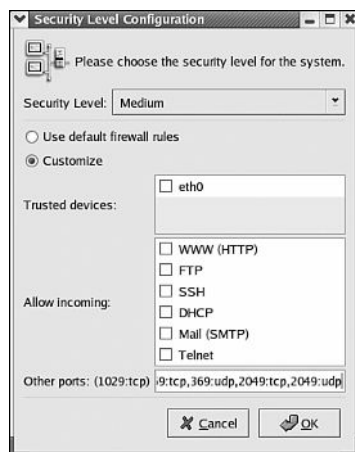 Security Level Configuration
Please choose the security level for the system.
Security Level: Medium
Use default firewall rules
Customize
Trusted devices:
eth0
Allow incoming:
WWW (HTTP)
FTP
SSH
DHCP
Mail (SMTP)
Telnet
Other ports: (1029:tcp) 9:tcp,369:udp,2049:tcp,2049:udp
Cancel
OK